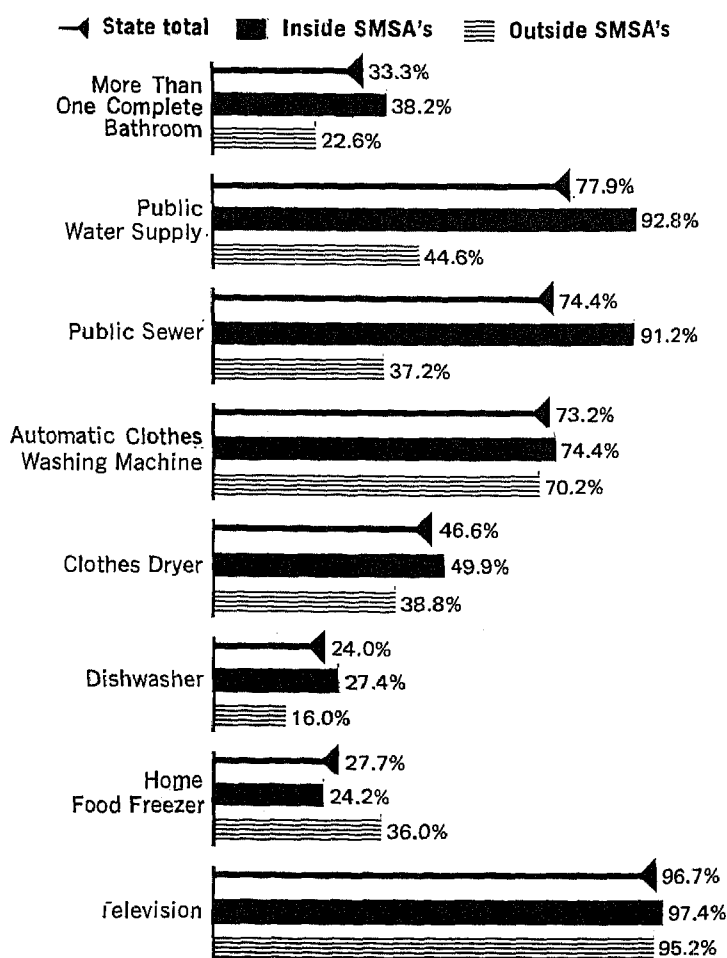 State total Inside SMSA's Outside SMSA's
More Than
One Complete
Bathroom
33.3%
38.2%
22.6%
Public
Water Supply
77.9%
92.8%
44.6%
Public Sewer
74.4%
91.2%
37.2%
Automatic Clothes
Washing Machine
73.2%
74.4%
70.2%
Clothes Dryer
46.6%
49.9%
38.8%
Dishwasher
24.0%
27.4%
16.0%
Home
Food Freezer
27.7%
24.2%
36.0%
Television
96.7%
97.4%
95.2%